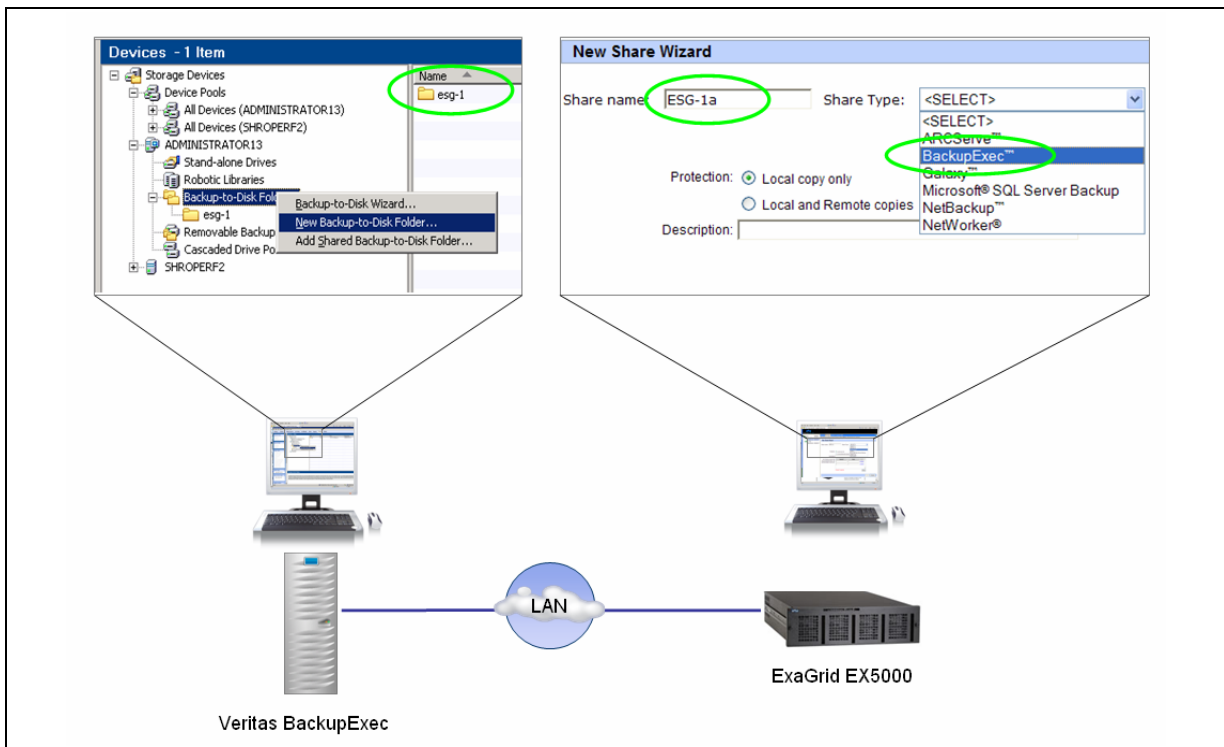 Devices - 1 Item
Storage Devices
Device Pools
All Devices (ADMINISTRATOR13)
All Devices (SHROPERF2)
ADMINISTRATOR13
Stand-alone Drives
Robotic Libraries
Backup-to-Disk Fol
esg-1
Removable Backup
Cascaded Drive Po
SHROPERF2
Backup-to-Disk Wizard...
New Backup-to-Disk Folder...
Add Shared Backup-to-Disk Folder...
Name
esg-1
New Share Wizard
Share name: ESG-1a Share Type: <SELECT>
<SELECT>
ARCServe™
BackupExec™
Galaxy™
Microsoft® SQL Server Backup
NetBackup™
NetWorker®
Protection: Local copy only
Local and Remote copies
Description:
LAN
ExaGrid EX5000
Veritas BackupExec